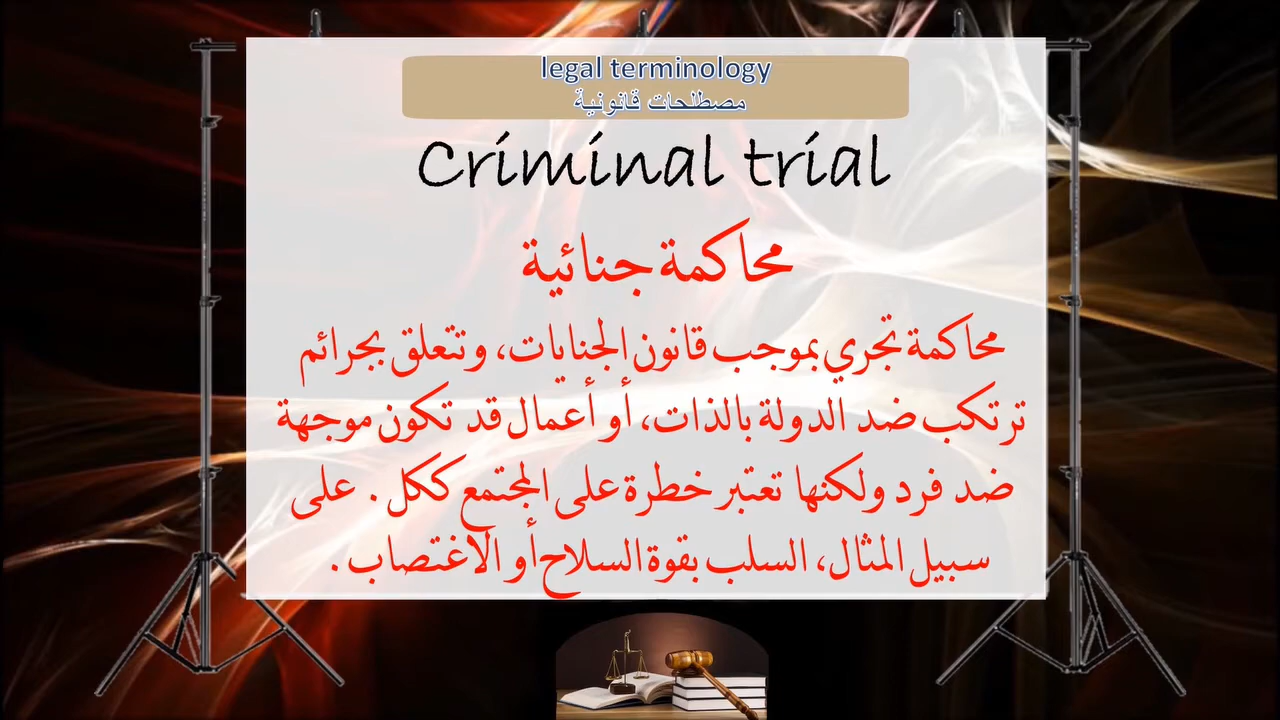 legal terminology
مصطلحات قانونية
Criminal trial
محاكمة جنائية
محاكمة تجري بموجب قانون الجنايات، وتتعلق بجرائم
ترتكب ضد الدولة بالذات، أو أعمال قد تكون موجهة
ضد فرد ولكنها تعتبر خطرة على المجتمع ككل . على
سبيل المثال، السلب بقوة السلاح أو الاغتصاب .